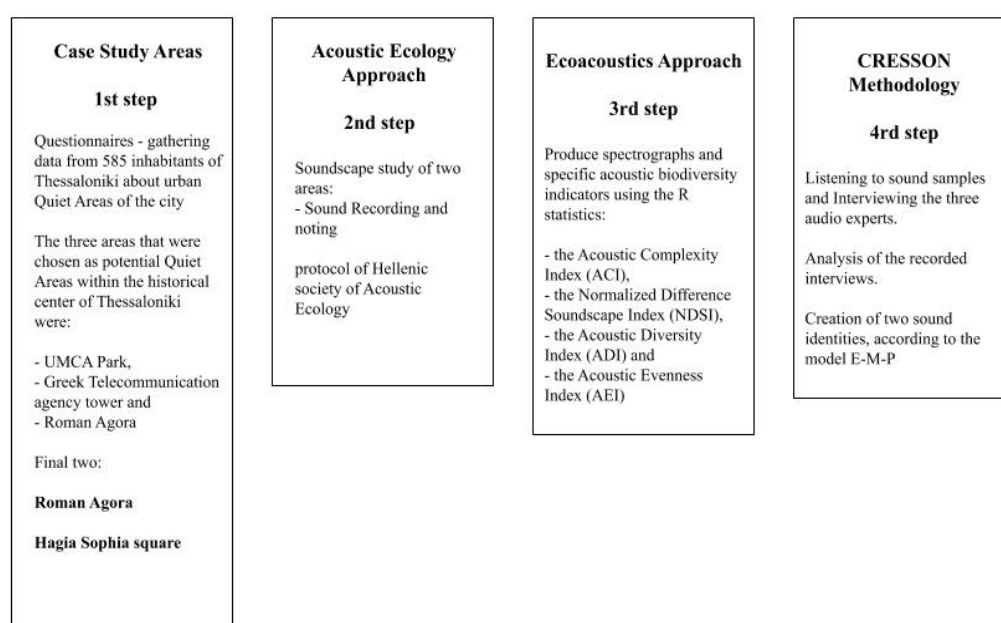 Case Study Areas
1st step
Questionnaires - gathering
data from 585 inhabitants of
Thessaloniki about urban
Quiet Areas of the city
The three areas that were
chosen as potential Quiet
Areas within the historical
center of Thessaloniki
were:
- UMCA Park,
- Greek Telecommunication
agency tower and
- Roman Agora
Final two:
Roman Agora
Hagia Sophia square
Acoustic Ecology
Approach
2nd step
Soundscape study of two
areas:
- Sound Recording and
noting
protocol of Hellenic
society of Acoustic
Ecology
Ecoacoustics Approach
3rd step
Produce spectrographs and
specific acoustic biodiversity
indicators using the R
statistics:
- the Acoustic Complexity
Index (ACI),
- the Normalized Difference
Soundscape Index (NDSI),
- the Acoustic Diversity
Index (ADI) and
- the Acoustic Evenness
Index (AEI)
CRESSON
Methodology
4rd step
Listening to sound samples
and Interviewing the three
audio experts.
Analysis of the recorded
interviews.
Creation of two sound
identities, according to the
model E-M-P